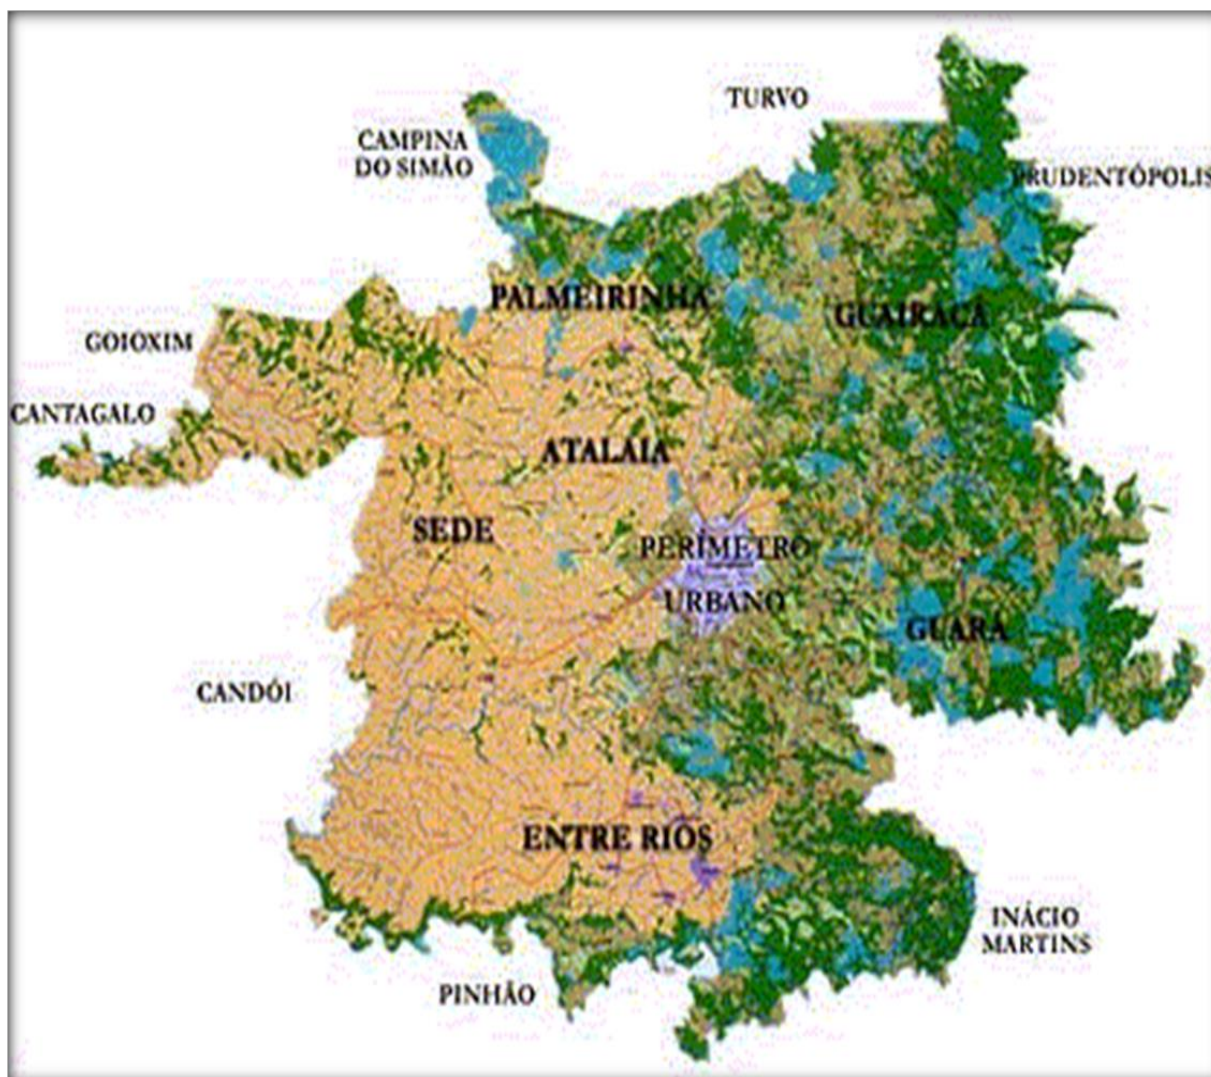 TURVO
CAMPINA
DO SIMÃO
PRUDENTÓPOLIS
PALMEIRINHA
GUAIRACÁ
GOIOXIM
CANTAGALO
ATALAIA
SEDE
PERÍMETRO
URBANO
GUARÁ
CANDÓI
ENTRE RIOS
INÁCIO
MARTINS
PINHÃO